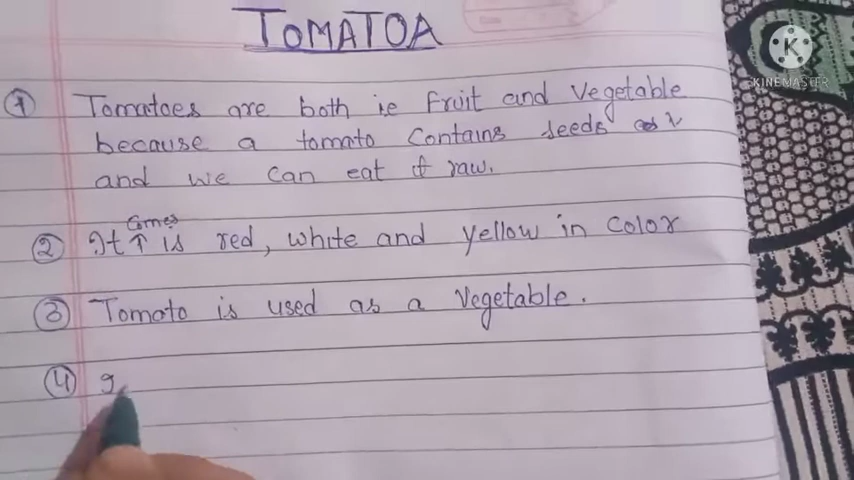 TOMATOA
K
KINEMASTER
① Tomatoes are both ie Fruit and Vegetable
because a tomato contains seeds
and we can eat it raw.
Comes
② It ↑ is red, white and yellow in color
③ Tomato is used as a Vegetable.
④ I